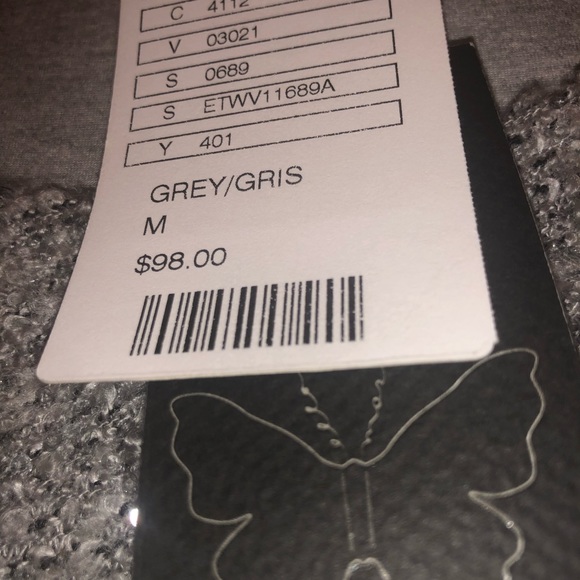 C 4112
V 03021
S 0689
S ETWV11689A
Y 401
GREY/GRIS
M
$98.00